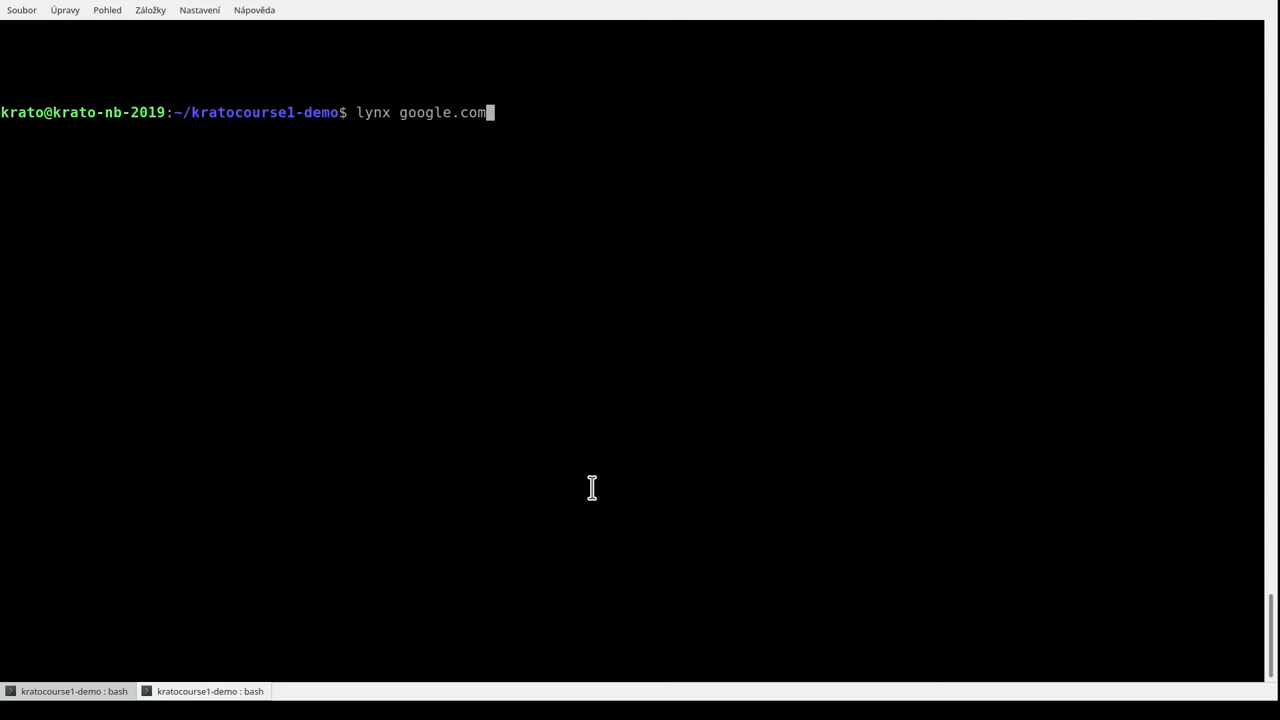 Soubor Úpravy Pohled Záložky Nastavení Nápověda
krato@krato-nb-2019:~/kratocourse1-demo$ lynx google.com
kratocourse1-demo : bash kratocourse1-demo : bash